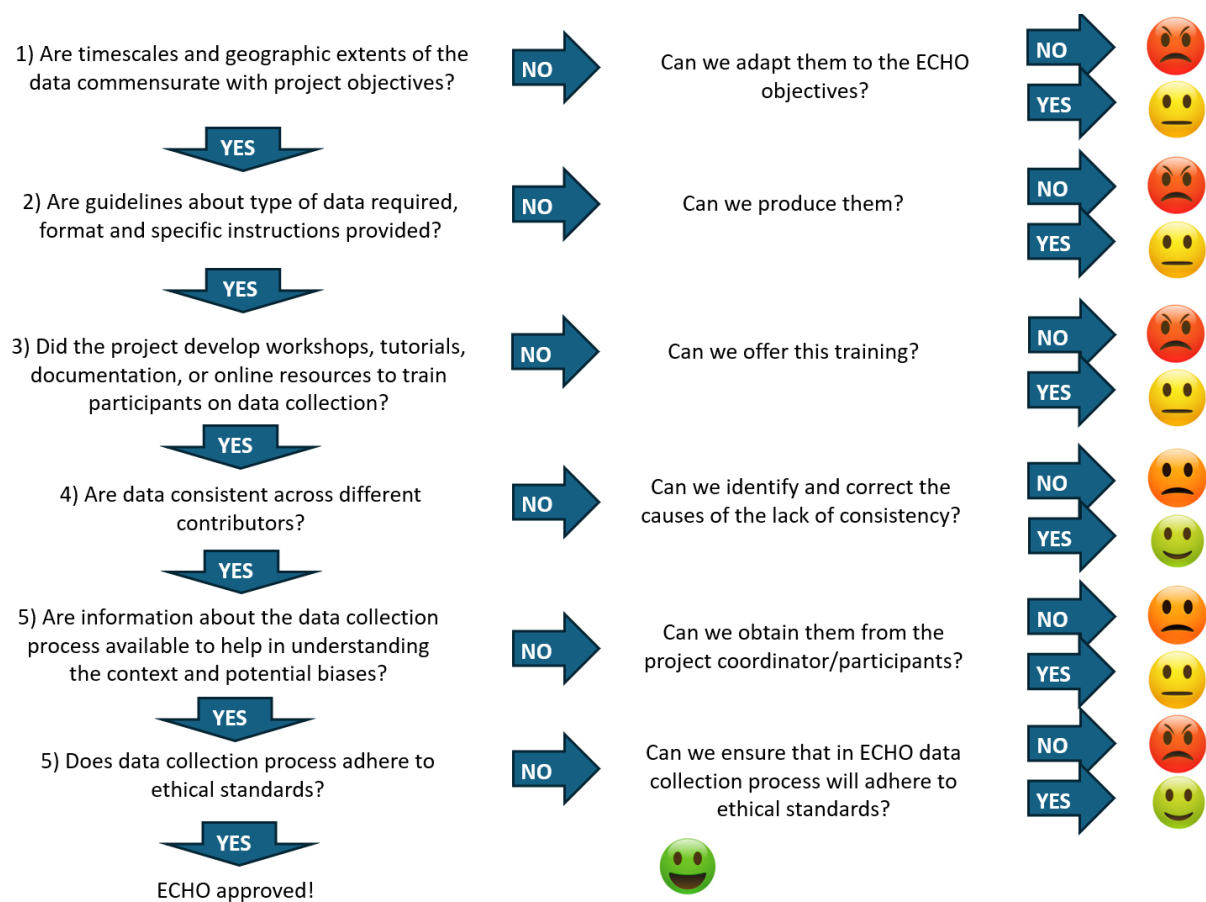 1) Are timescales and geographic extents of the
data commensurate with project objectives?
NO
Can we adapt them to the ECHO
objectives?
NO
YES
YES
2) Are guidelines about type of data required,
format and specific instructions provided?
NO
Can we produce them?
NO
YES
YES
3) Did the project develop workshops, tutorials,
documentation, or online resources to train
participants on data collection?
NO
Can we offer this training?
NO
YES
YES
4) Are data consistent across different
contributors?
NO
Can we identify and correct the
causes of the lack of consistency?
NO
YES
YES
5) Are information about the data collection
process available to help in understanding
the context and potential biases?
NO
Can we obtain them from the
project coordinator/participants?
NO
YES
YES
5) Does data collection process adhere to
ethical standards?
NO
Can we ensure that in ECHO data
collection process will adhere to
ethical standards?
NO
YES
YES
ECHO approved!